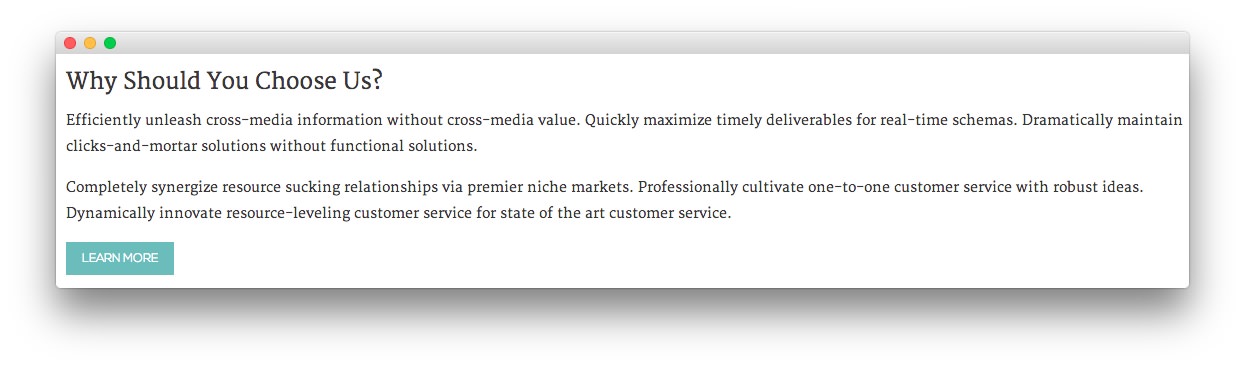 Why Should You Choose Us?
Efficiently unleash cross-media information without cross-media value. Quickly maximize timely deliverables for real-time schemas. Dramatically maintain
clicks-and-mortar solutions without functional solutions.
Completely synergize resource sucking relationships via premier niche markets. Professionally cultivate one-to-one customer service with robust ideas.
Dynamically innovate resource-leveling customer service for state of the art customer service.
LEARN MORE